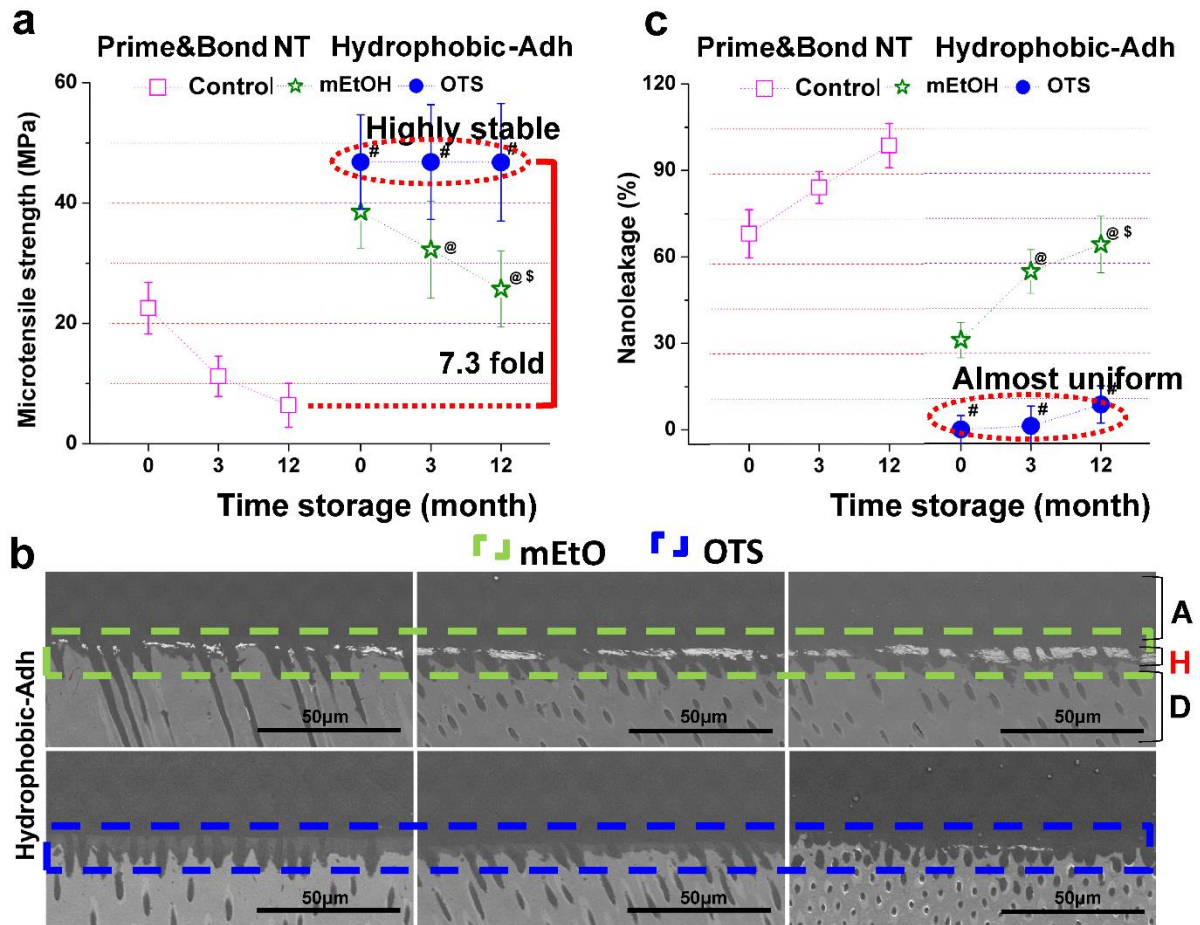 a
Prime&Bond NT Hydrophobic-Adh
Control mEtOH OTS
Microtensile strength (MPa)
60
40
20
0
Highly stable
# # #
@
@ $
7.3 fold
0 3 12 0 3 12
Time storage (month)
c
Prime&Bond NT Hydrophobic-Adh
Control mEtOH OTS
Nanoleakage (%)
120
90
60
30
0
@
@ $
Almost uniform
# # #
0 3 12 0 3 12
Time storage (month)
b
mEtO OTS
Hydrophobic-Adh
A
H
D
50µm 50µm 50µm
50µm 50µm 50µm